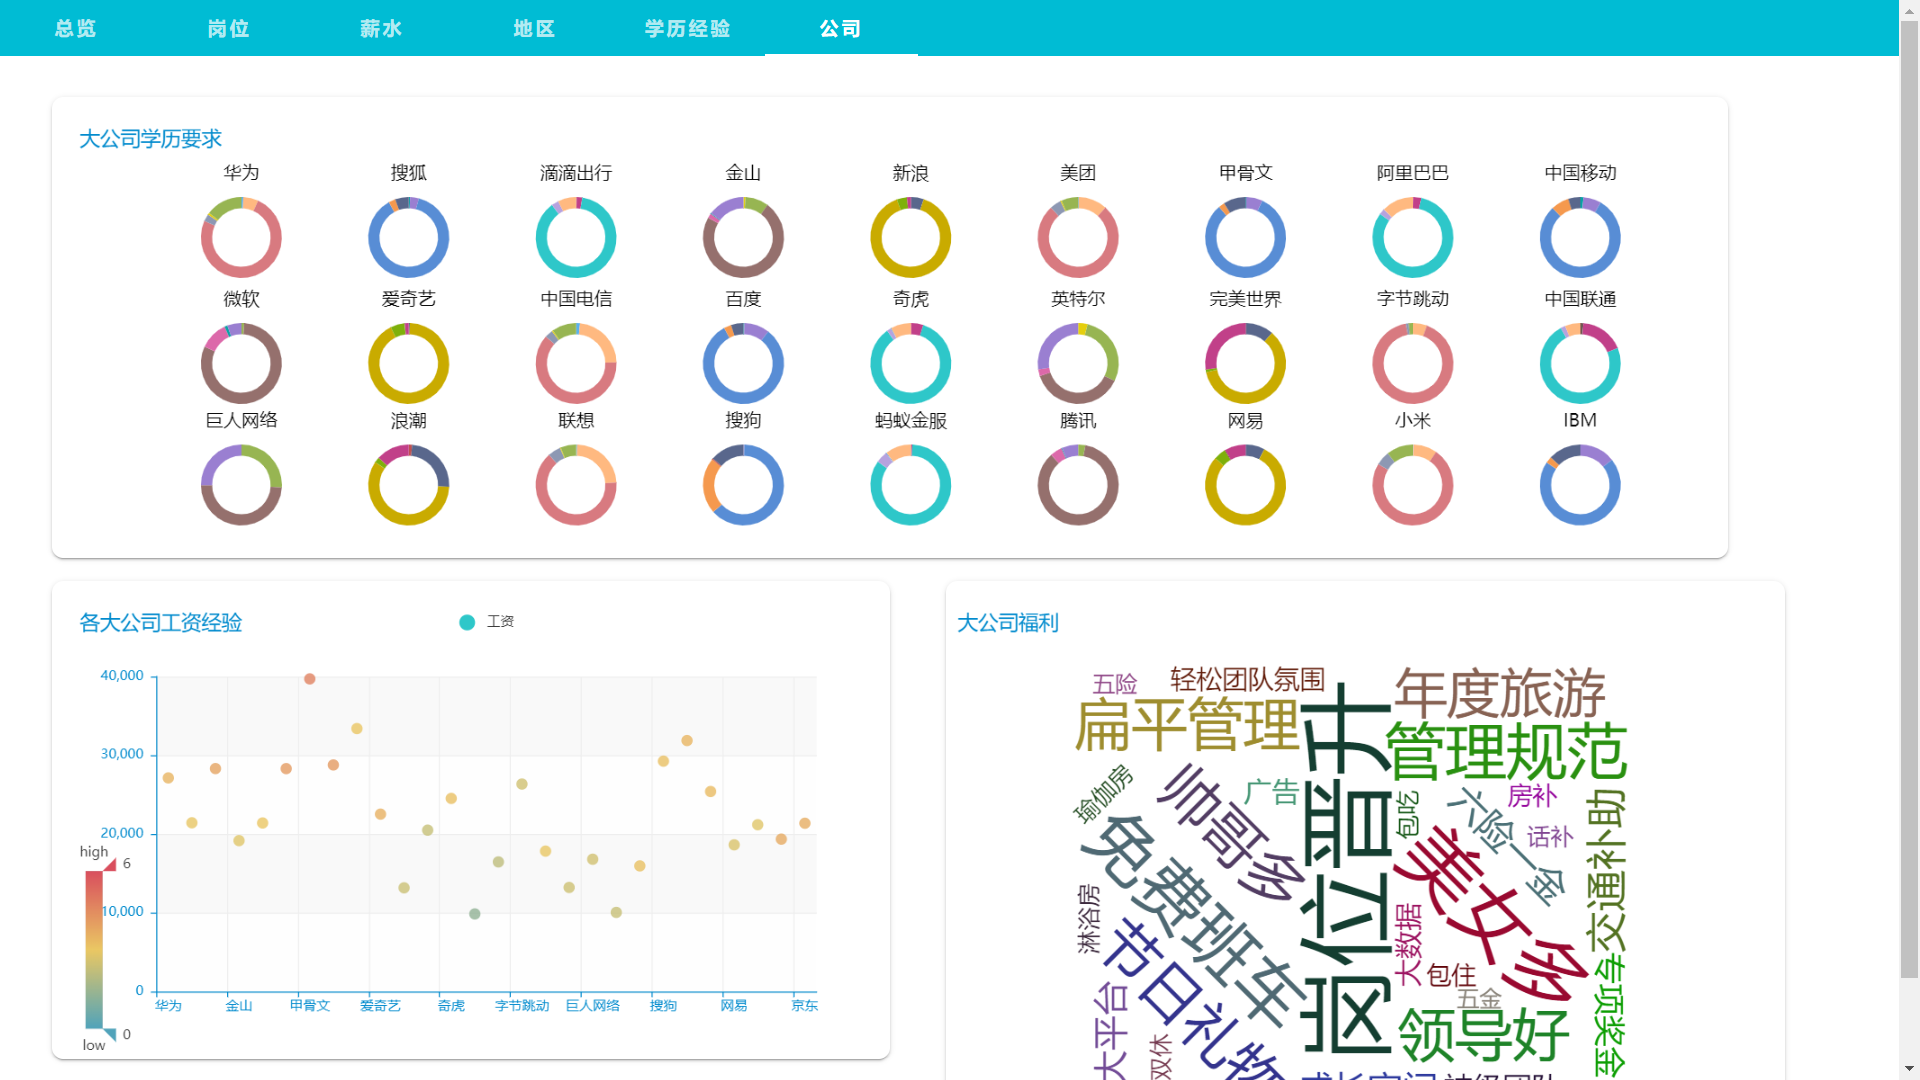 总览 岗位 薪水 地区 学历经验 公司
大公司学历要求
华为 搜狐 滴滴出行 金山 新浪 美团 甲骨文 阿里巴巴 中国移动
微软 爱奇艺 中国电信 百度 奇虎 英特尔 完美世界 字节跳动 中国联通
巨人网络 浪潮 联想 搜狗 蚂蚁金服 腾讯 网易 小米 IBM
各大公司工资经验
工资
40,000
30,000
20,000
10,000
0
high
6
0
low
华为 金山 甲骨文 爱奇艺 奇虎 字节跳动 巨人网络 搜狗 网易 京东
大公司福利
五险
轻松团队氛围
年度旅游
扁平管理
岗位晋升
管理规范
瑜伽房
帅哥多
广告
包吃
六险一金
房补
话补
交通补助
免费班车
美女多
淋浴房
节日礼物
大数据
包住
五金
专项奖金
大平台
双休
领导好